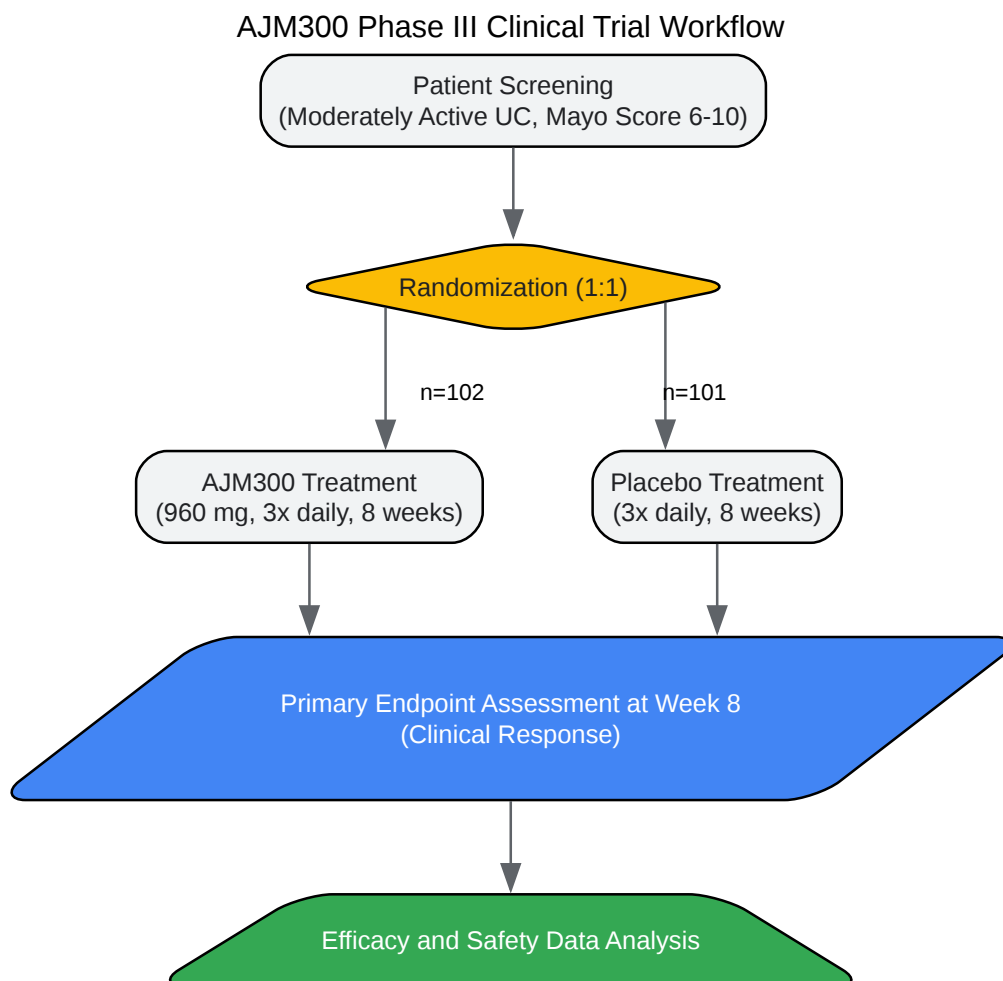 AJM300 Phase III Clinical Trial Workflow
Patient Screening
(Moderately Active UC, Mayo Score 6-10)
Randomization (1:1)
n=102
n=101
AJM300 Treatment
(960 mg, 3x daily, 8 weeks)
Placebo Treatment
(3x daily, 8 weeks)
Primary Endpoint Assessment at Week 8
(Clinical Response)
Efficacy and Safety Data Analysis